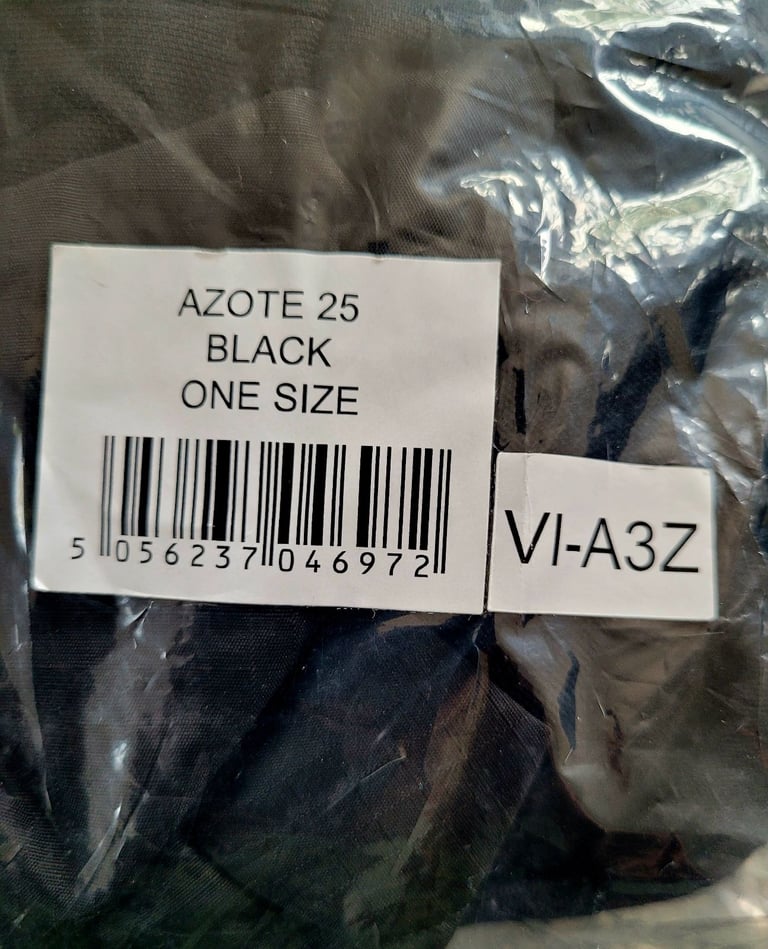 AZOTE 25
BLACK
ONE SIZE
5 056237 046972
VI-A3Z